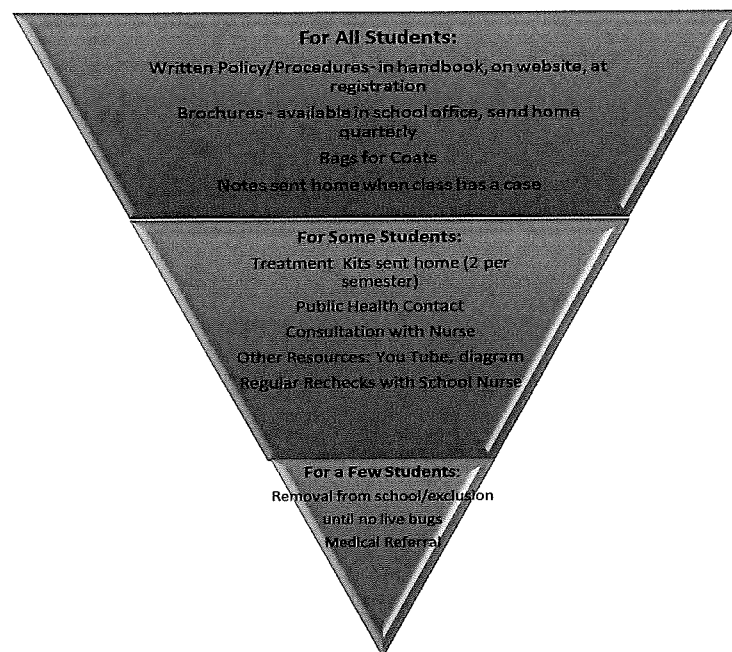 For All Students:
Written Policy/Procedures- in handbook, on website, at
registration
Brochures - available in school office, send home
quarterly
Bags for Coats
Notes sent home when class has a case
For Some Students:
Treatment Kits sent home (2 per
semester)
Public Health Contact
Consultation with Nurse
Other Resources: You Tube, diagram
Regular Rechecks with School Nurse
For a Few Students:
Removal from school/exclusion
until no live bugs
Medical Referral